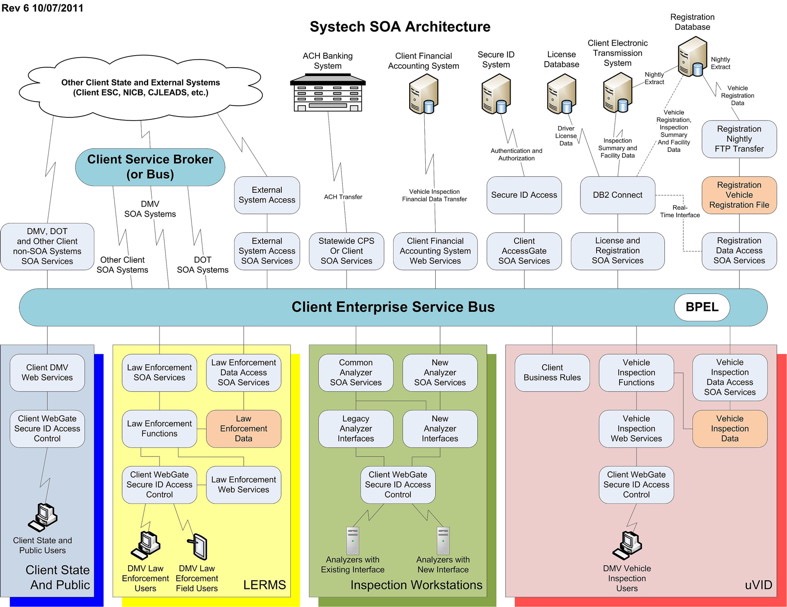 Rev 6 10/07/2011
Systech SOA Architecture
Registration
Database
ACH Banking
System
Client Financial
Accounting System
Secure ID
System
License
Database
Client Electronic
Transmission
System
Nightly
Extract
Nightly
Extract
Other Client State and External Systems
(Client ESC, NICB, CJLEADS, etc.)
Vehicle
Registration
Data
Vehicle
Registration,
Inspection
Summary
And Facility
Data
Driver
License
Data
Inspection
Summary and
Facility Data
Authentication and
Authorization
Registration
Nightly
FTP Transfer
Client Service Broker
(or Bus)
External
System Access
ACH Transfer
Vehicle Inspection
Financial Data Transfer
Secure ID Access
DB2 Connect
Registration
Vehicle
Registration File
DMV
SOA Systems
Real-
Time Interface
DMV, DOT
and Other Client
non-SOA Systems
SOA Services
Other Client
SOA Systems
DOT
SOA Systems
External
System Access
SOA Services
Statewide CPS
Or Client
SOA Services
Client Financial
Accounting System
Web Services
Client
AccessGate
SOA Services
License and
Registration
SOA Services
Registration
Data Access
SOA Services
Client Enterprise Service Bus
BPEL
Client DMV
Web Services
Law Enforcement
SOA Services
Law Enforcement
Data Access
SOA Services
Common
Analyzer
SOA Services
New
Analyzer
SOA Services
Client
Business Rules
Vehicle
Inspection
Functions
Vehicle
Inspection
Data Access
SOA Services
Client WebGate
Secure ID Access
Control
Law Enforcement
Functions
Law
Enforcement
Data
Legacy
Analyzer
Interfaces
New
Analyzer
Interfaces
Vehicle
Inspection
Web Services
Vehicle
Inspection
Data
Client WebGate
Secure ID Access
Control
Law Enforcement
Web Services
Client WebGate
Secure ID Access
Control
Client WebGate
Secure ID Access
Control
Client State and
Public Users
DMV Law
Enforcement
Users
DMV Law
Eforcement
Field Users
Analyzers with
Existing Interface
Analyzers with
New Interface
DMV Vehicle
Inspection
Users
Client State
And Public
LERMS
Inspection Workstations
uVID